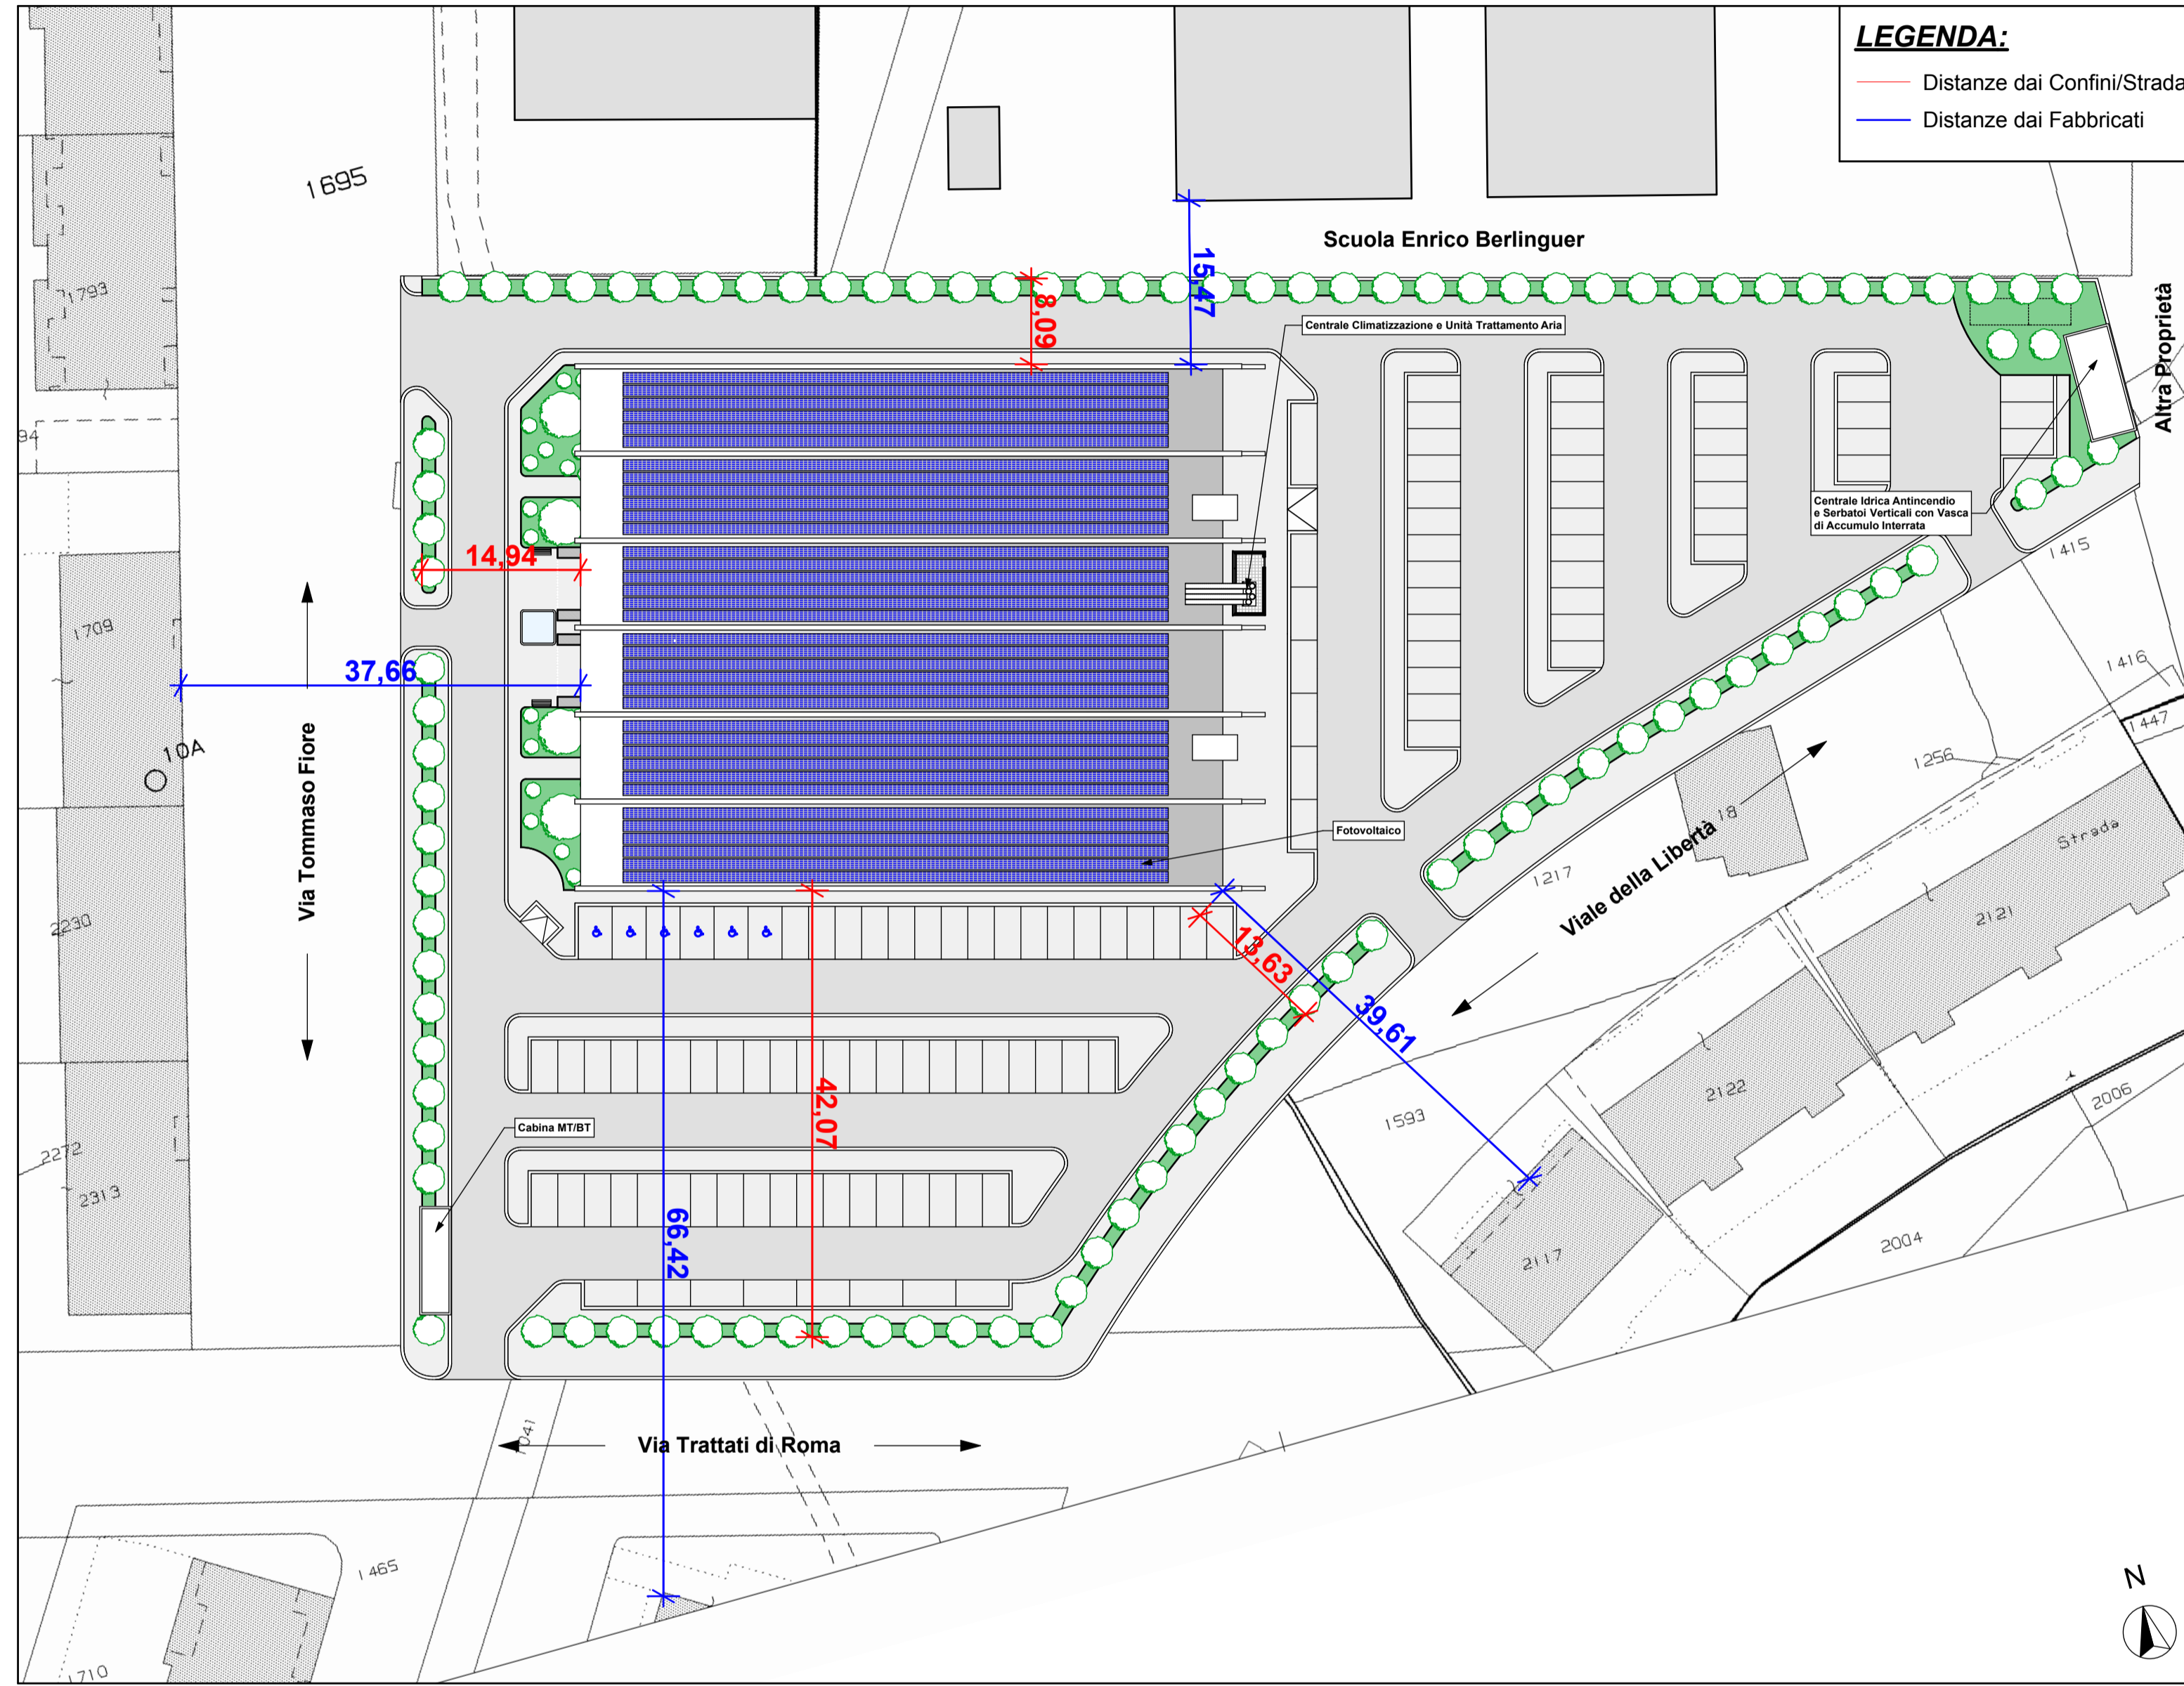 LEGENDA:
Distanze dai Confini/Strada
Distanze dai Fabbricati
1695
Scuola Enrico Berlinguer
15,47
8,09
Centrale Climatizzazione e Unità Trattamento Aria
Altra Proprietà
1793
94
Centrale Idrica Antincendio
e Serbatoi Verticali con Vasca
di Accumulo Interrata
1415
14,94
1709
37,66
1416
1447
10A
1256
Via Tommaso Fiore
Fotovoltaico
18
Strada
Viale della Libertà
1217
2121
2230
13,63
39,61
2122
2006
42,07
1593
Cabina MT/BT
2272
2313
66,42
2117
2004
1041
Via Trattati di Roma
1465
1710
N